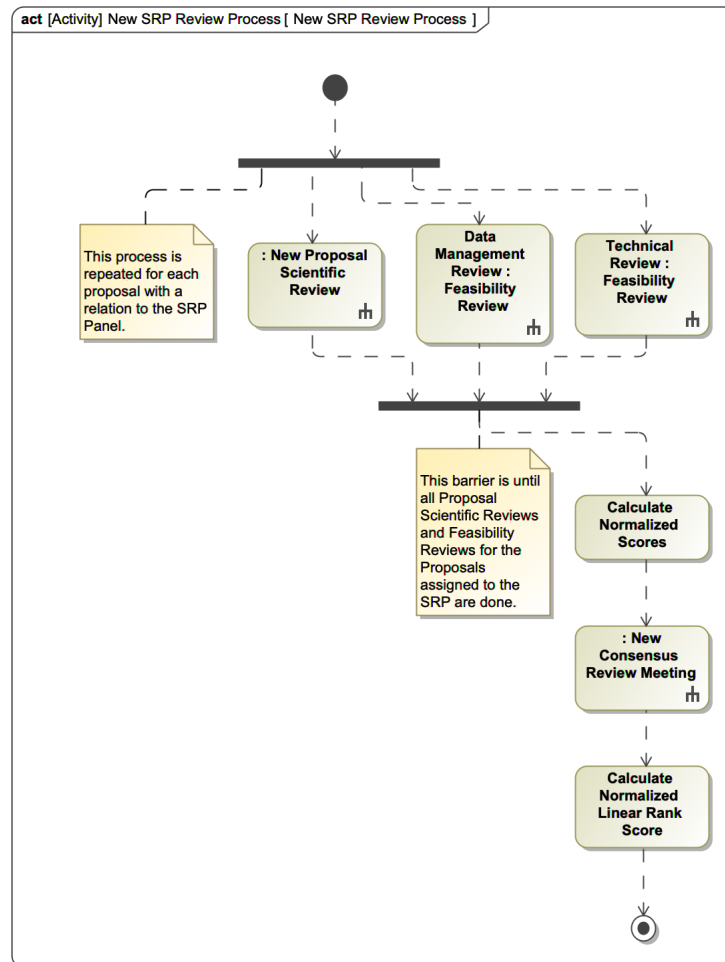 act [Activity] New SRP Review Process [ New SRP Review Process ]
This process is
repeated for each
proposal with a
relation to the SRP
Panel.
: New Proposal
Scientific
Review
Data
Management
Review :
Feasibility
Review
Technical
Review :
Feasibility
Review
This barrier is until
all Proposal
Scientific Reviews
and Feasibility
Reviews for the
Proposals
assigned to the
SRP are done.
Calculate
Normalized
Scores
: New
Consensus
Review Meeting
Calculate
Normalized
Linear Rank
Score